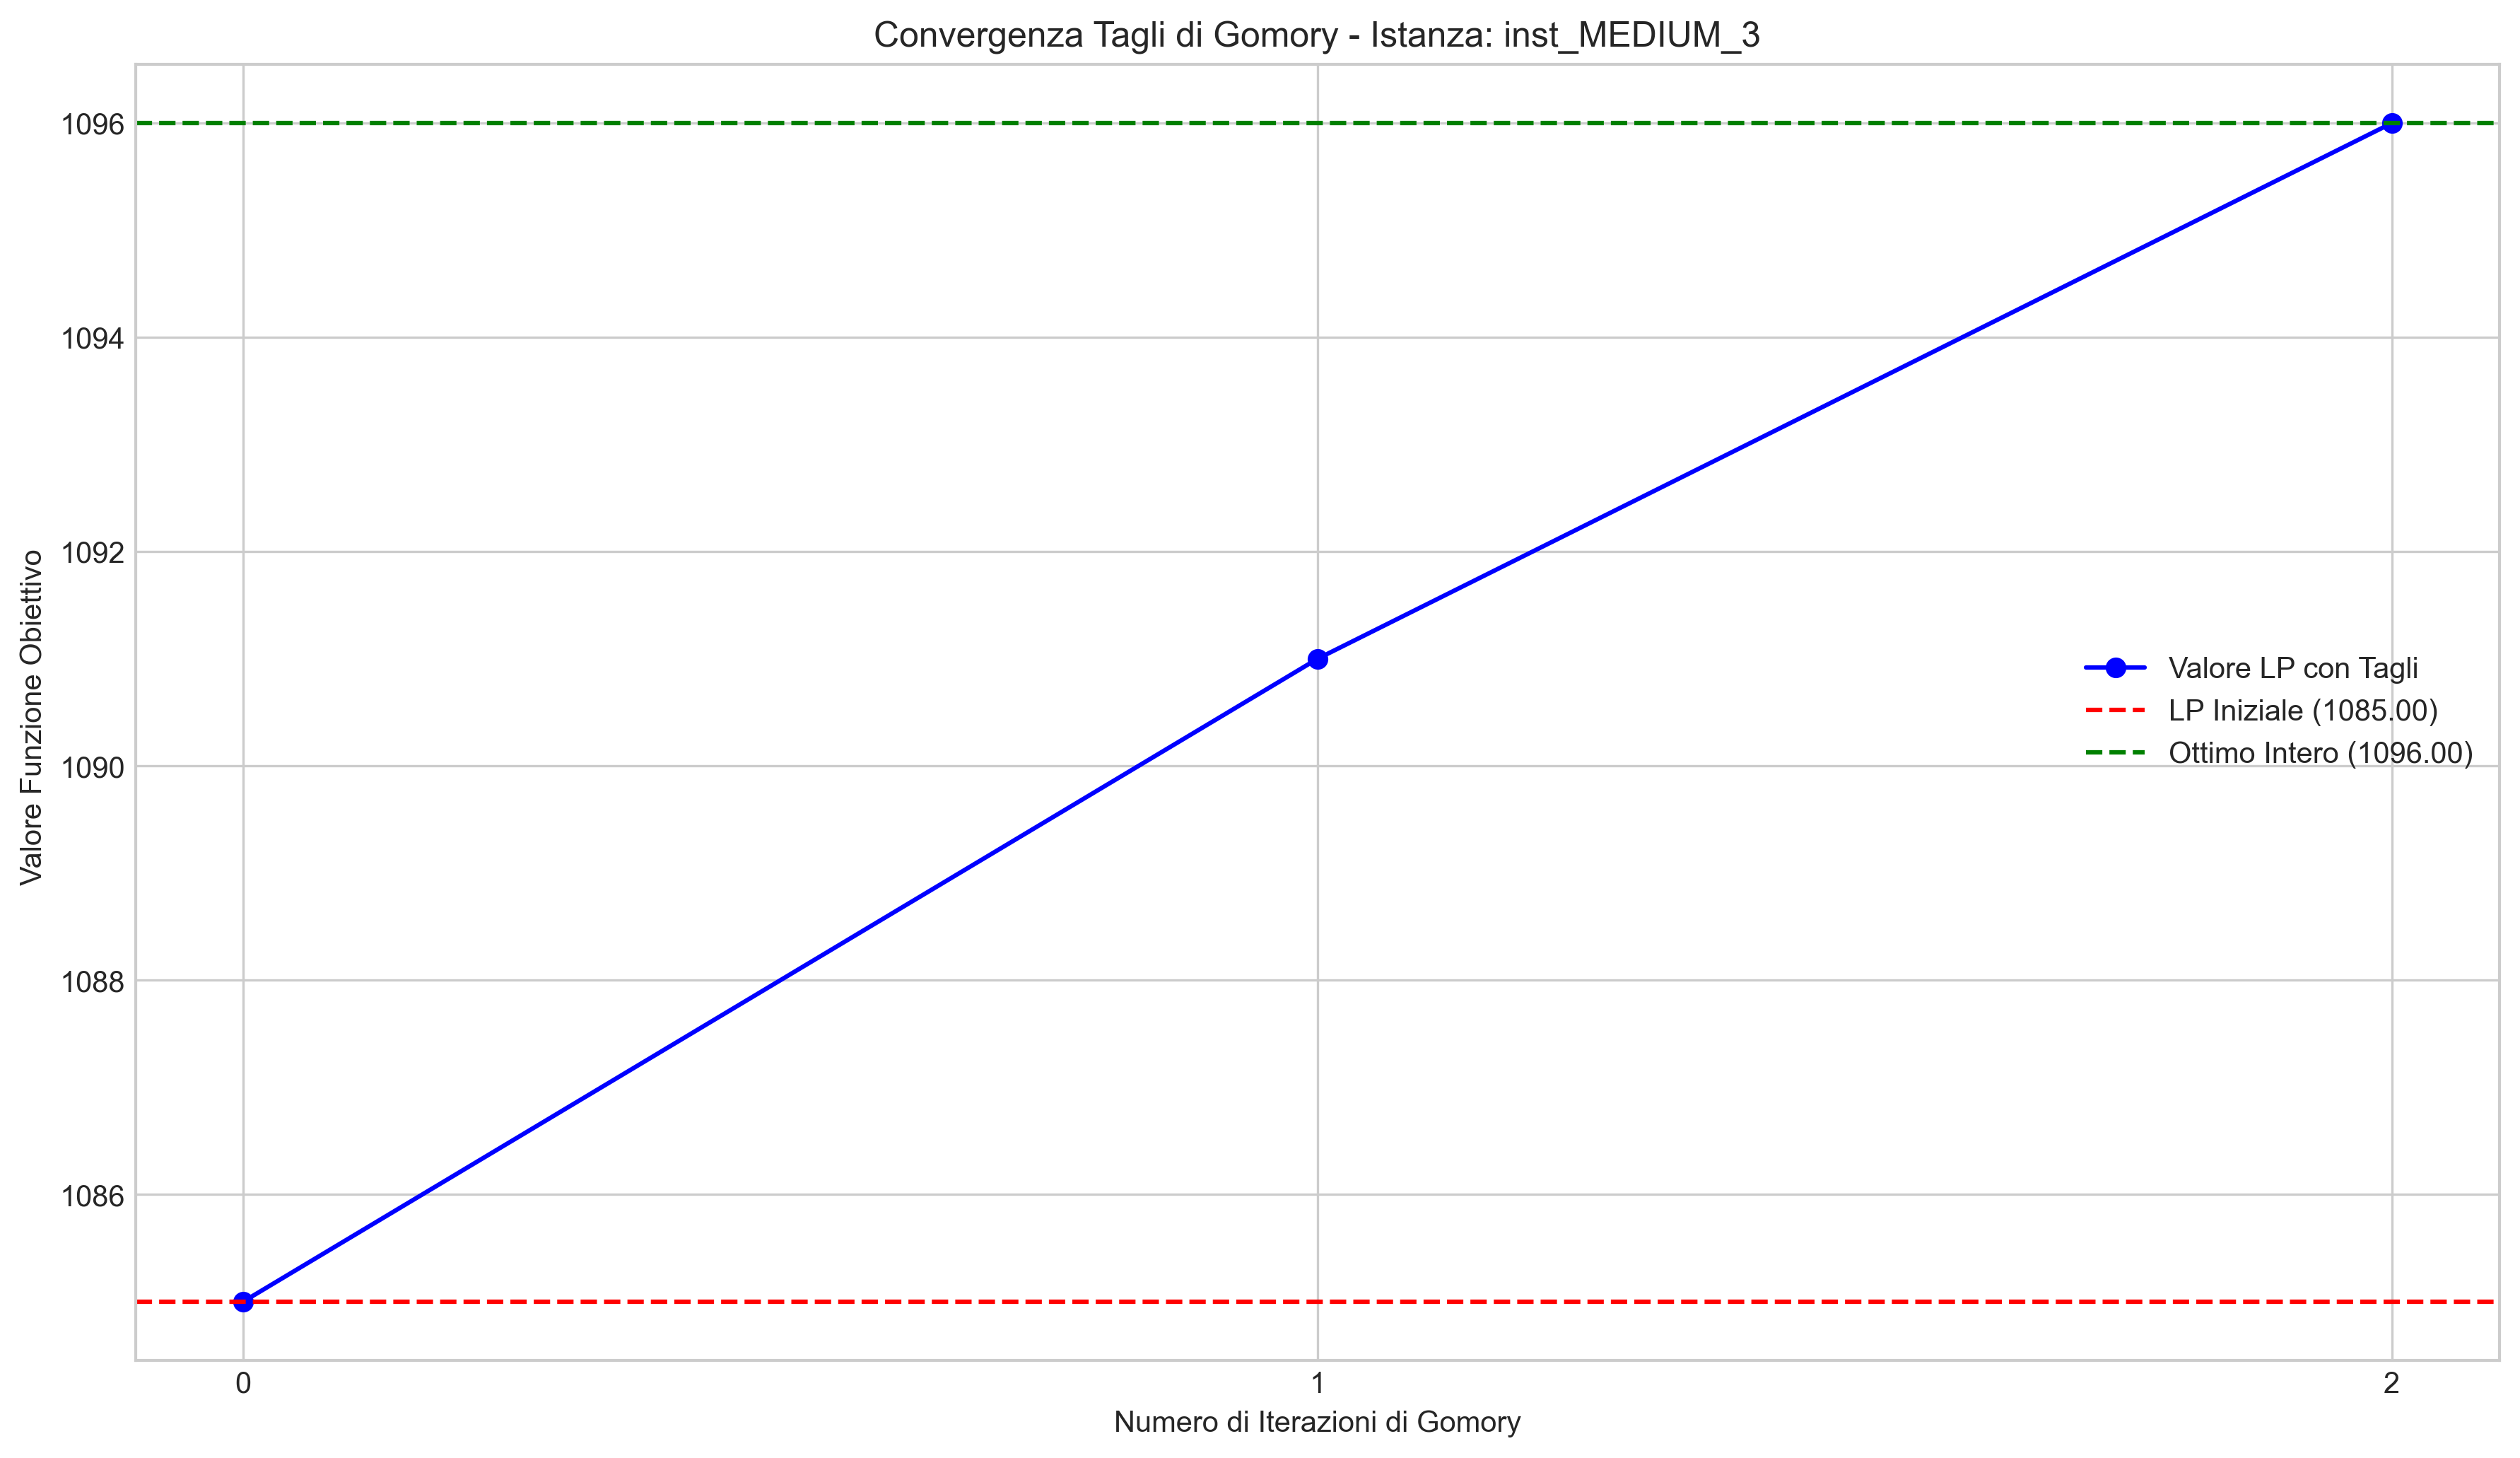 Convergenza Tagli di Gomory - Istanza: inst_MEDIUM_3
Valore Funzione Obiettivo
1096
1094
1092
1090
1088
1086
Valore LP con Tagli
LP Iniziale (1085.00)
Ottimo Intero (1096.00)
0
1
2
Numero di Iterazioni di Gomory